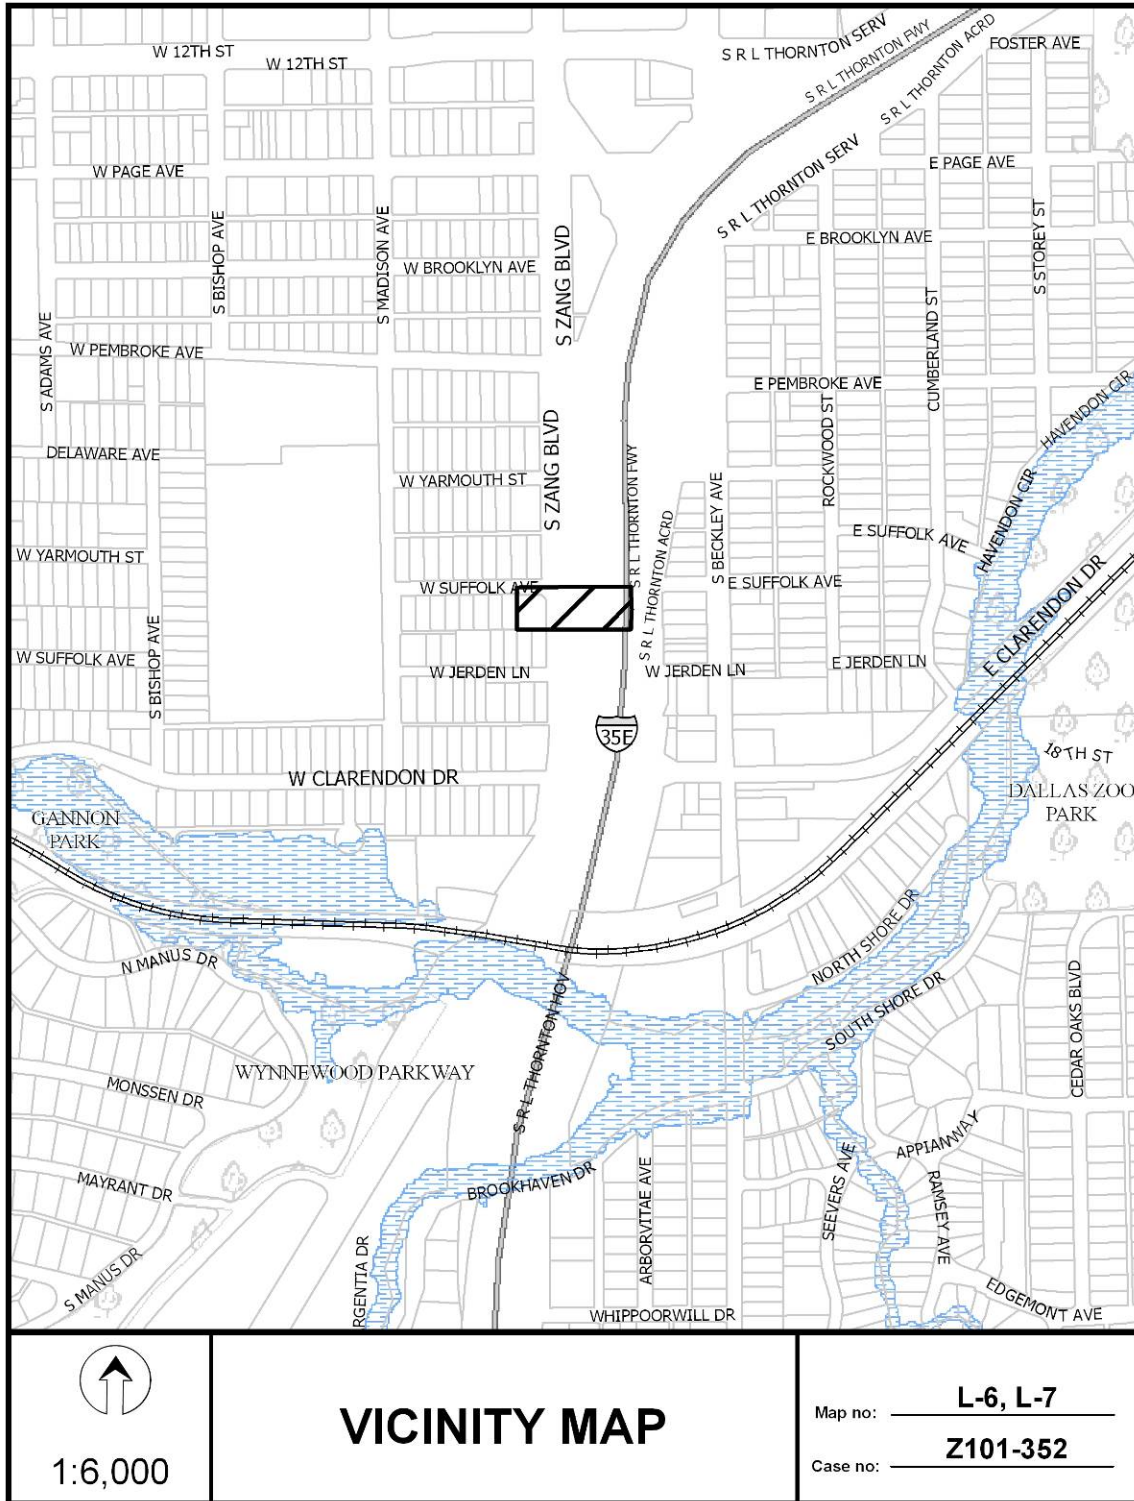 W 12TH ST
W 12TH ST
S R L THORNTON SERV
S R L THORNTON FWY
S R L THORNTON ACRD
FOSTER AVE
W PAGE AVE
S R L THORNTON SERV
E PAGE AVE
S BISHOP AVE
S MADISON AVE
W BROOKLYN AVE
S ZANG BLVD
E BROOKLYN AVE
S STOREY ST
S ADAMS AVE
W PEMBROKE AVE
CUMBERLAND ST
E PEMBROKE AVE
HAVENDON CIR
DELAWARE AVE
W YARMOUTH ST
S ZANG BLVD
S R L THORNTON FWY
S R L THORNTON ACRD
S BECKLEY AVE
ROCKWOOD ST
E SUFFOLK AVE
HAVENDON CIR
W YARMOUTH ST
W SUFFOLK AVE
E SUFFOLK AVE
E CLARENDON DR
W SUFFOLK AVE
S BISHOP AVE
W JERDEN LN
W JERDEN LN
E JERDEN LN
35E
18TH ST
W CLARENDON DR
DALLAS ZOO
PARK
GANNON
PARK
N MANUS DR
NORTH SHORE DR
SOUTH SHORE DR
CEDAR OAKS BLVD
S R L THORNTON HOV
WYNNEWOOD PARKWAY
MONSSEN DR
APPIAN WAY
MAYRANT DR
BROOKHAVEN DR
ARBORVITAE AVE
SEEVERS AVE
RAMSEY AVE
S MANUS DR
RGENTIA DR
WHIPPOORWILL DR
EDGEMONT AVE
1:6,000
VICINITY MAP
Map no: L-6, L-7
Case no: Z101-352